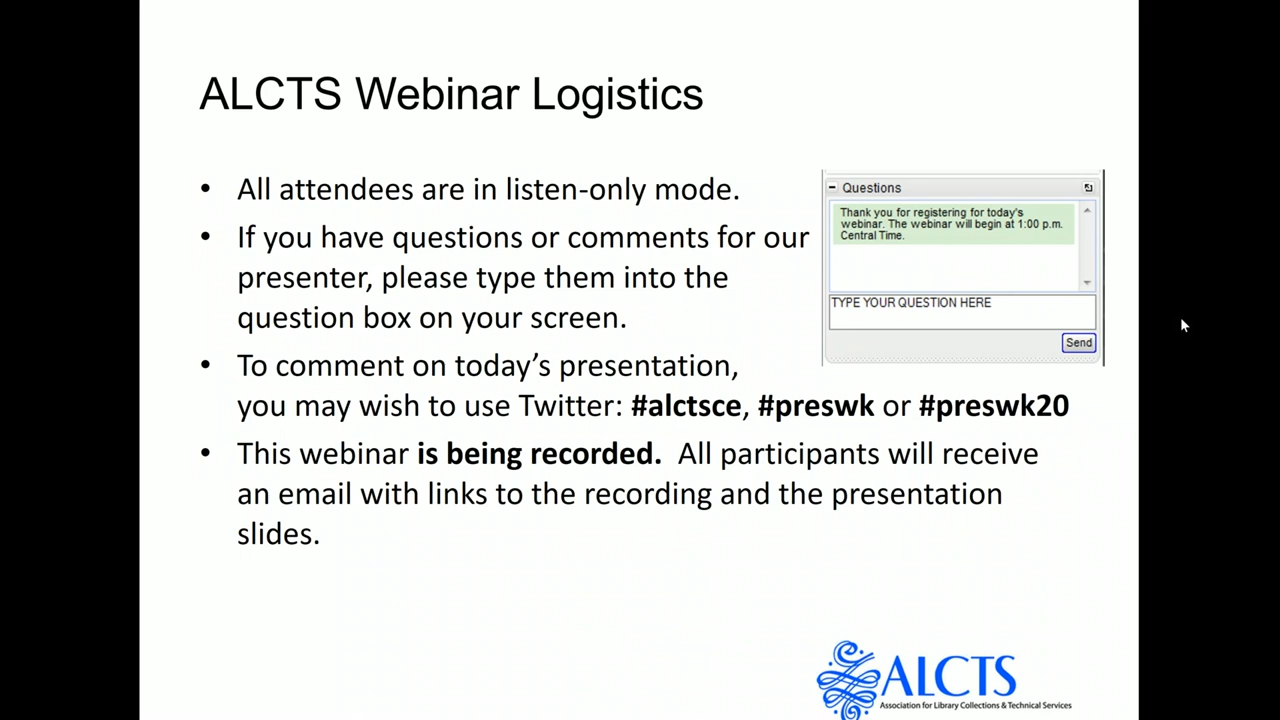 ALCTS Webinar Logistics
• All attendees are in listen-only mode.
• If you have questions or comments for our
presenter, please type them into the
question box on your screen.
• To comment on today’s presentation,
you may wish to use Twitter: #alctsce, #preswk or #preswk20
• This webinar is being recorded.  All participants will receive
an email with links to the recording and the presentation
slides.
Questions
Thank you for registering for today's
webinar. The webinar will begin at 1:00 p.m.
Central Time.
TYPE YOUR QUESTION HERE
Send
ALCTS
Association for Library Collections & Technical Services